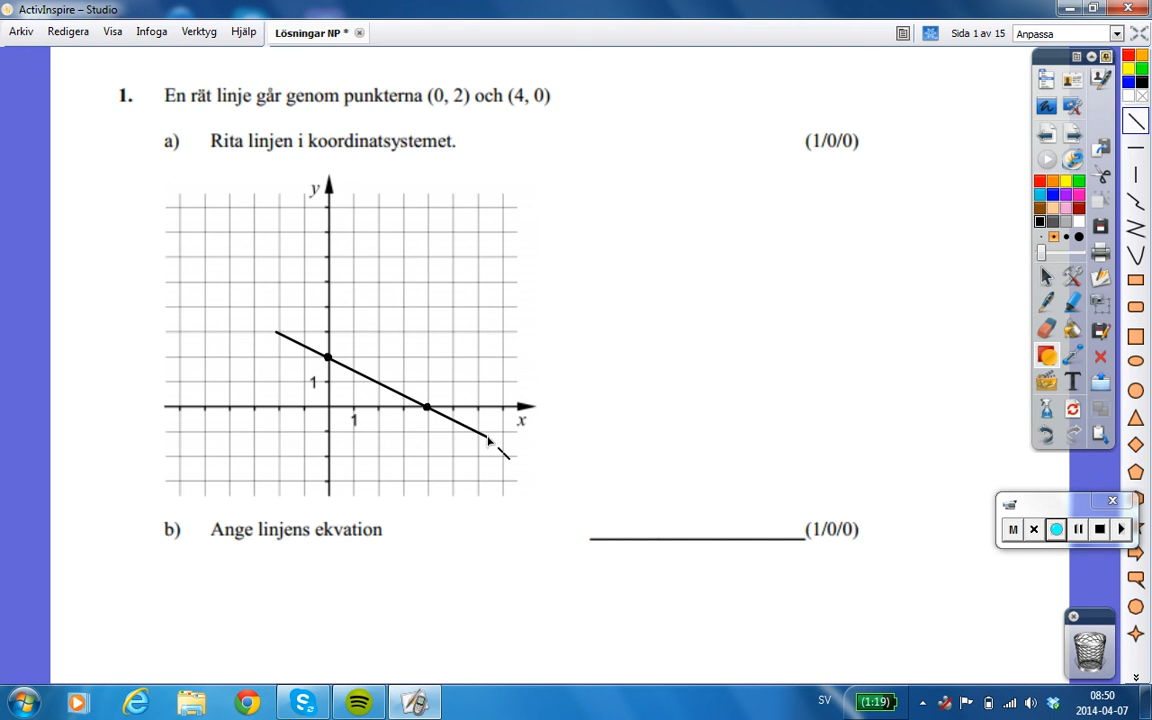 ActivInspire – Studio
Arkiv Redigera Visa Infoga Verktyg Hjälp Lösningar NP * Sida 1 av 15 Anpassa
1. En rät linje går genom punkterna (0, 2) och (4, 0)
a) Rita linjen i koordinatsystemet. (1/0/0)
y
1
1
x
b) Ange linjens ekvation (1/0/0)
M
T
SV (1:19) 08:50
2014-04-07